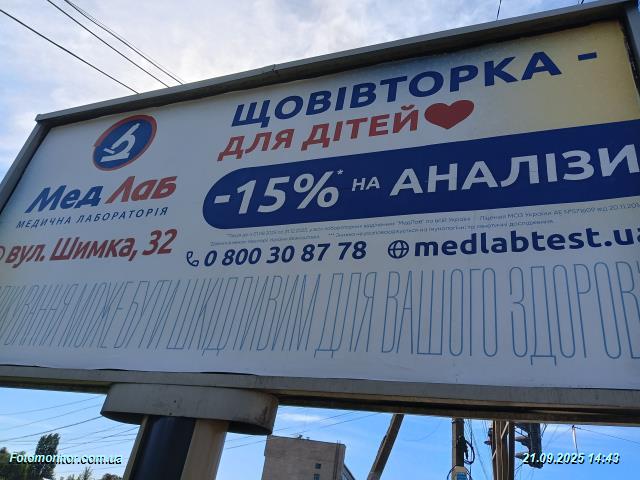 ЩОВІВТОРКА -
ДЛЯ ДІТЕЙ
Мед Лаб
МЕДИЧНА ЛАБОРАТОРІЯ
-15%* НА АНАЛІЗИ
вул. Шимка, 32
0 800 30 87 78 medlabtest.ua
МОЖЕ БУТИ ШКІДЛИВИМ ДЛЯ ВАШОГО ЗДОРОВ
Fotomonitor.com.ua
21.09.2025 14:43